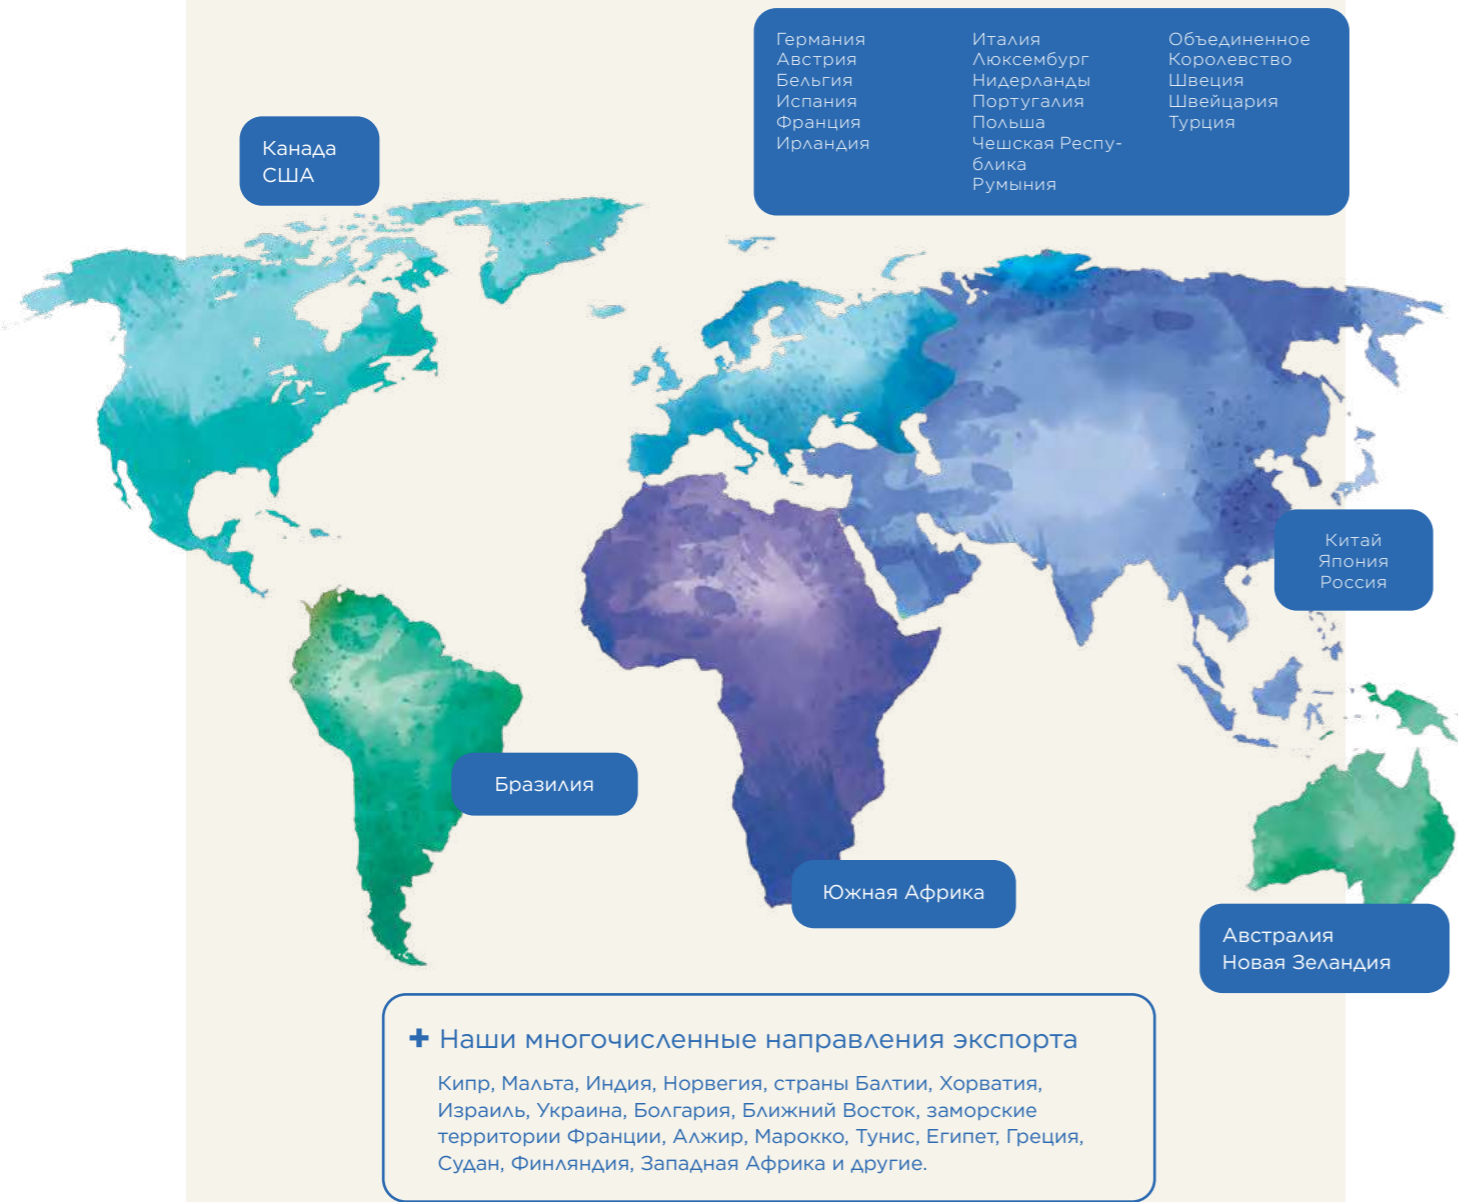 Германия
Австрия
Бельгия
Испания
Франция
Ирландия
Италия
Люксембург
Нидерланды
Португалия
Польша
Чешская Респу-
блика
Румыния
Объединенное
Королевство
Швеция
Швейцария
Турция
Канада
США
Китай
Япония
Россия
Бразилия
Южная Африка
Австралия
Новая Зеландия
+ Наши многочисленные направления экспорта
Кипр, Мальта, Индия, Норвегия, страны Балтии, Хорватия,
Израиль, Украина, Болгария, Ближний Восток, заморские
территории Франции, Алжир, Марокко, Тунис, Египет, Греция,
Судан, Финляндия, Западная Африка и другие.